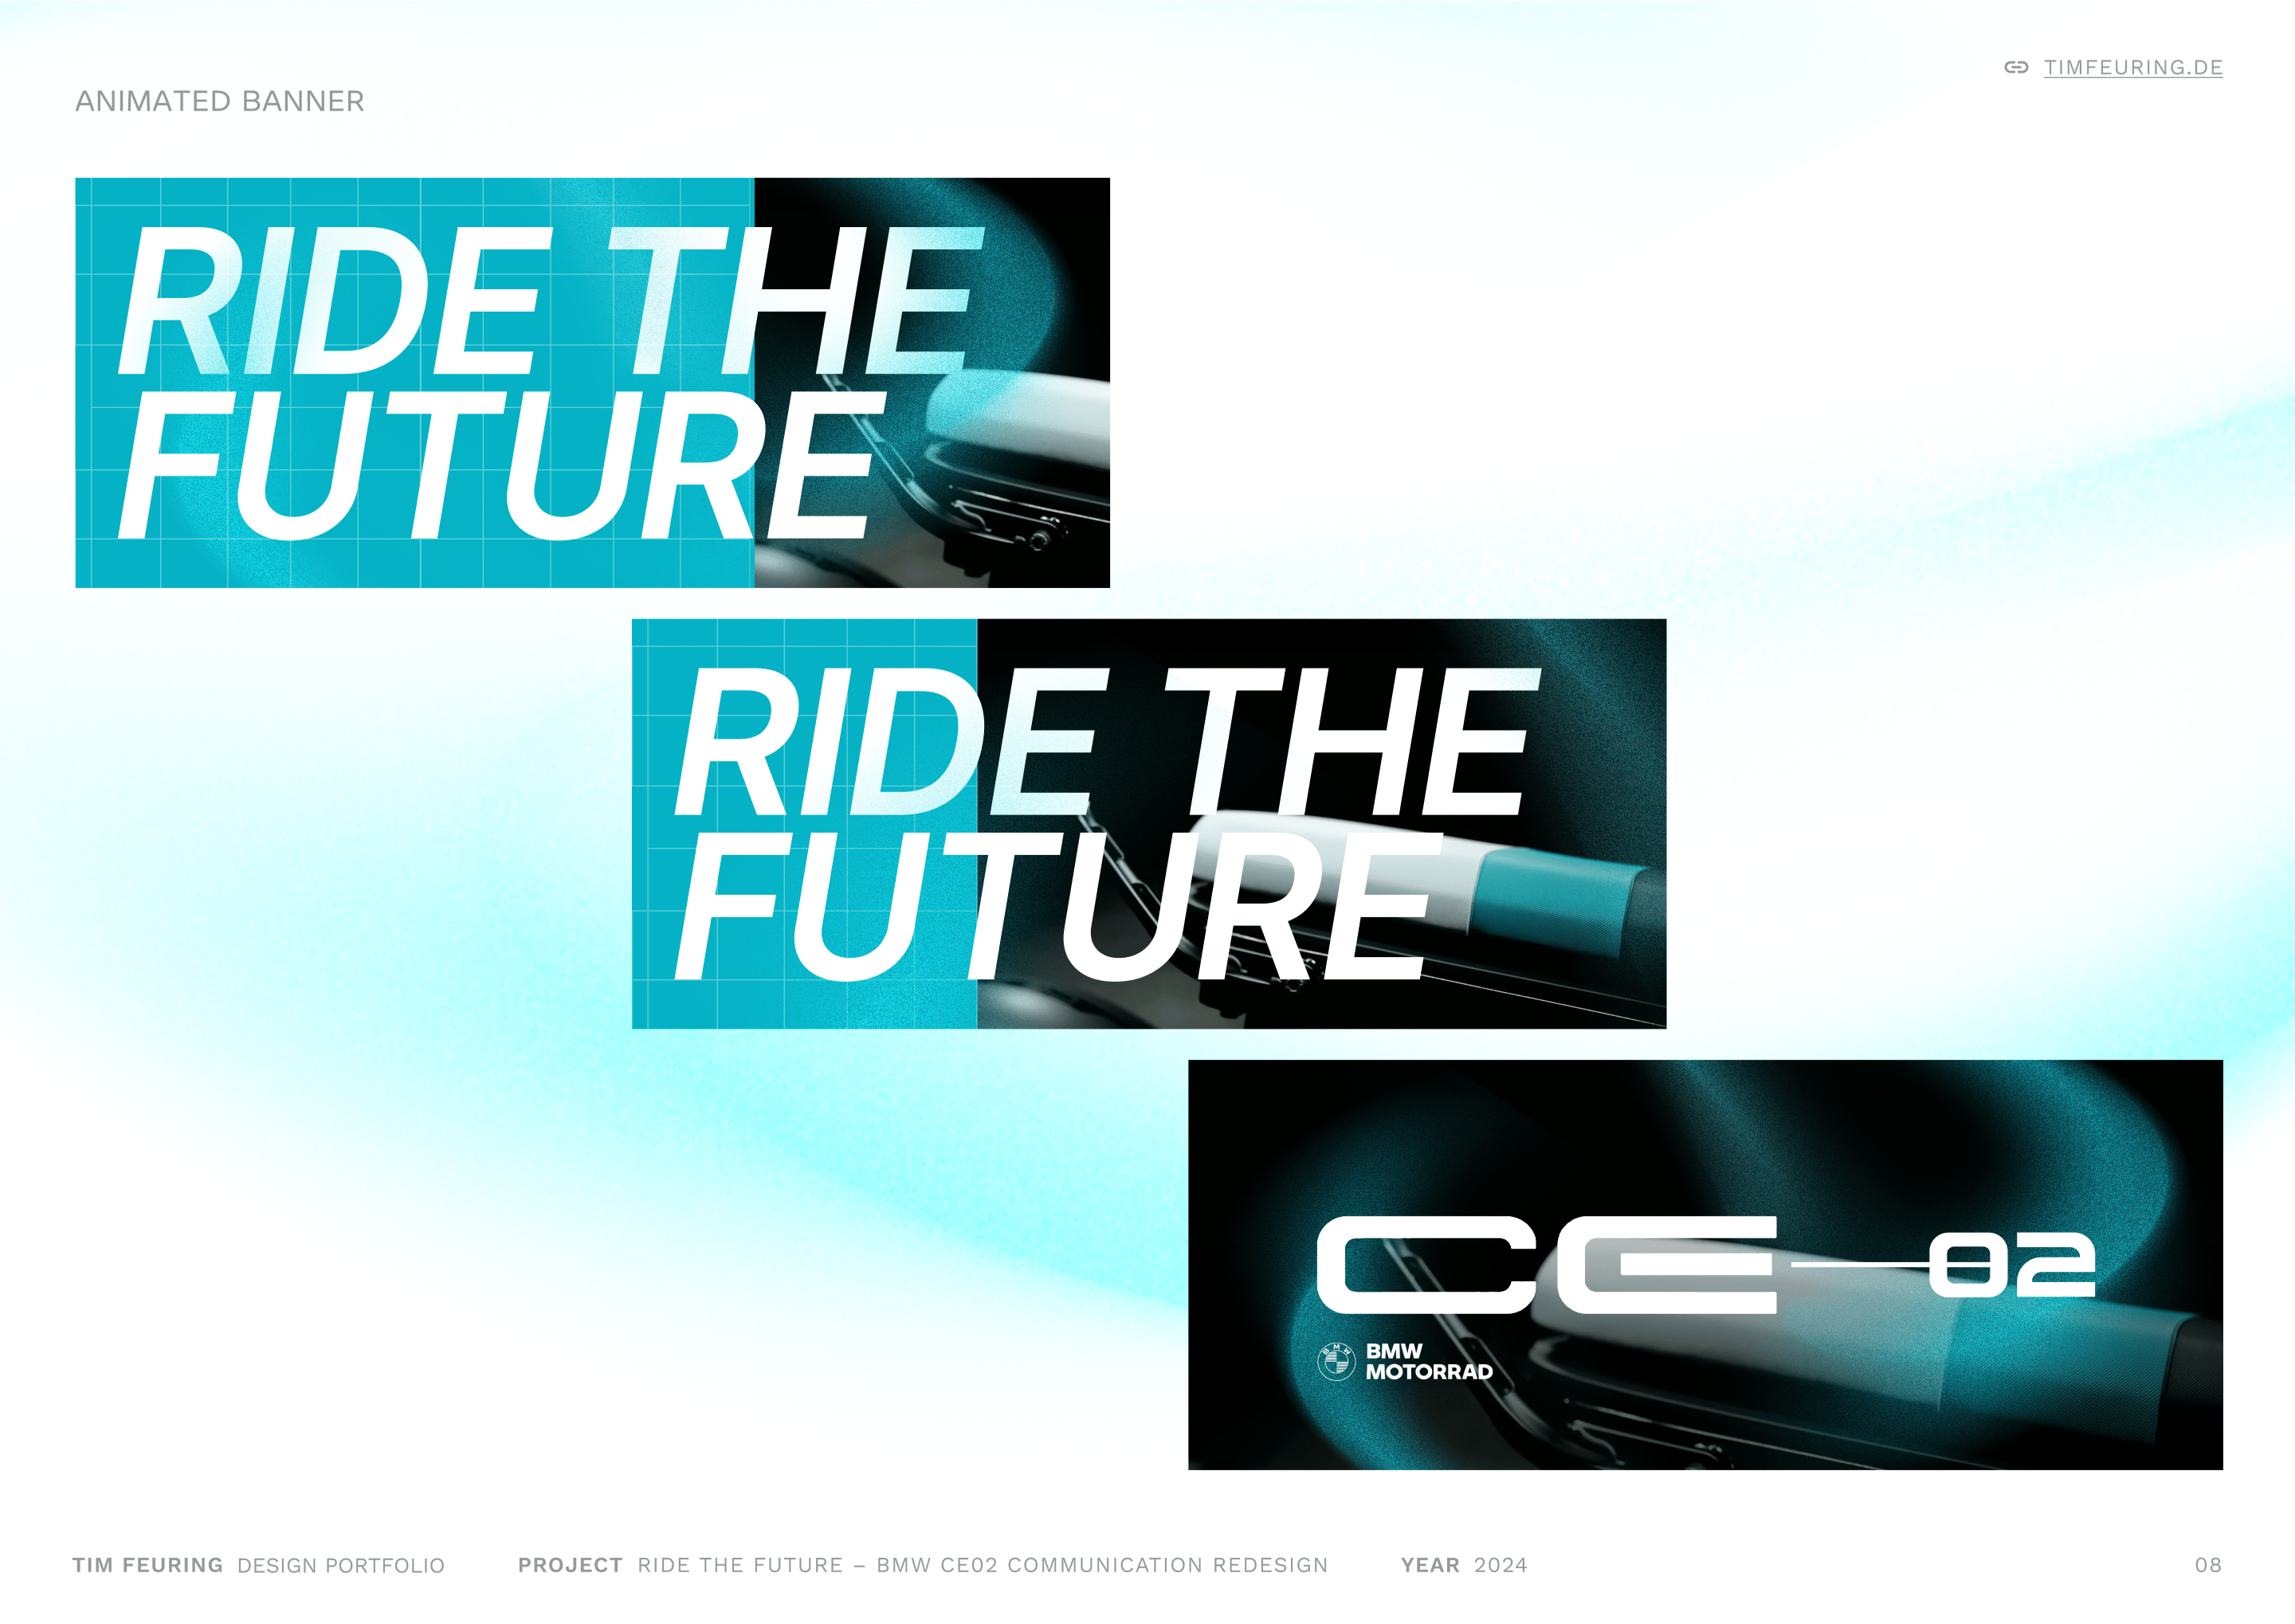 TIMFEURING.DE
ANIMATED BANNER
RIDE THE
FUTURE
RIDE THE
FUTURE
CE—02
BMW
BMW
MOTORRAD
TIM FEURING DESIGN PORTFOLIO PROJECT RIDE THE FUTURE – BMW CE02 COMMUNICATION REDESIGN YEAR 2024 08